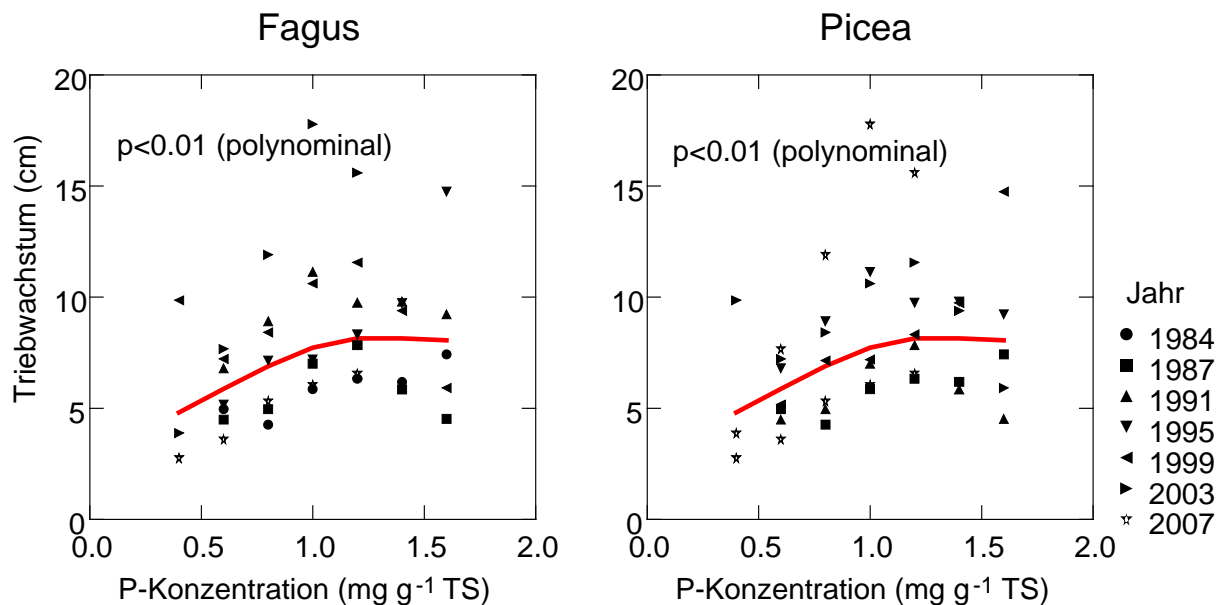 Fagus
Picea
20
15
10
5
0
Triebwachstum (cm)
p<0.01 (polynominal)
0.0 0.5 1.0 1.5 2.0
P-Konzentration (mg g-1 TS)
20
15
10
5
0
p<0.01 (polynominal)
0.0 0.5 1.0 1.5 2.0
P-Konzentration (mg g-1 TS)
Jahr
1984
1987
1991
1995
1999
2003
2007